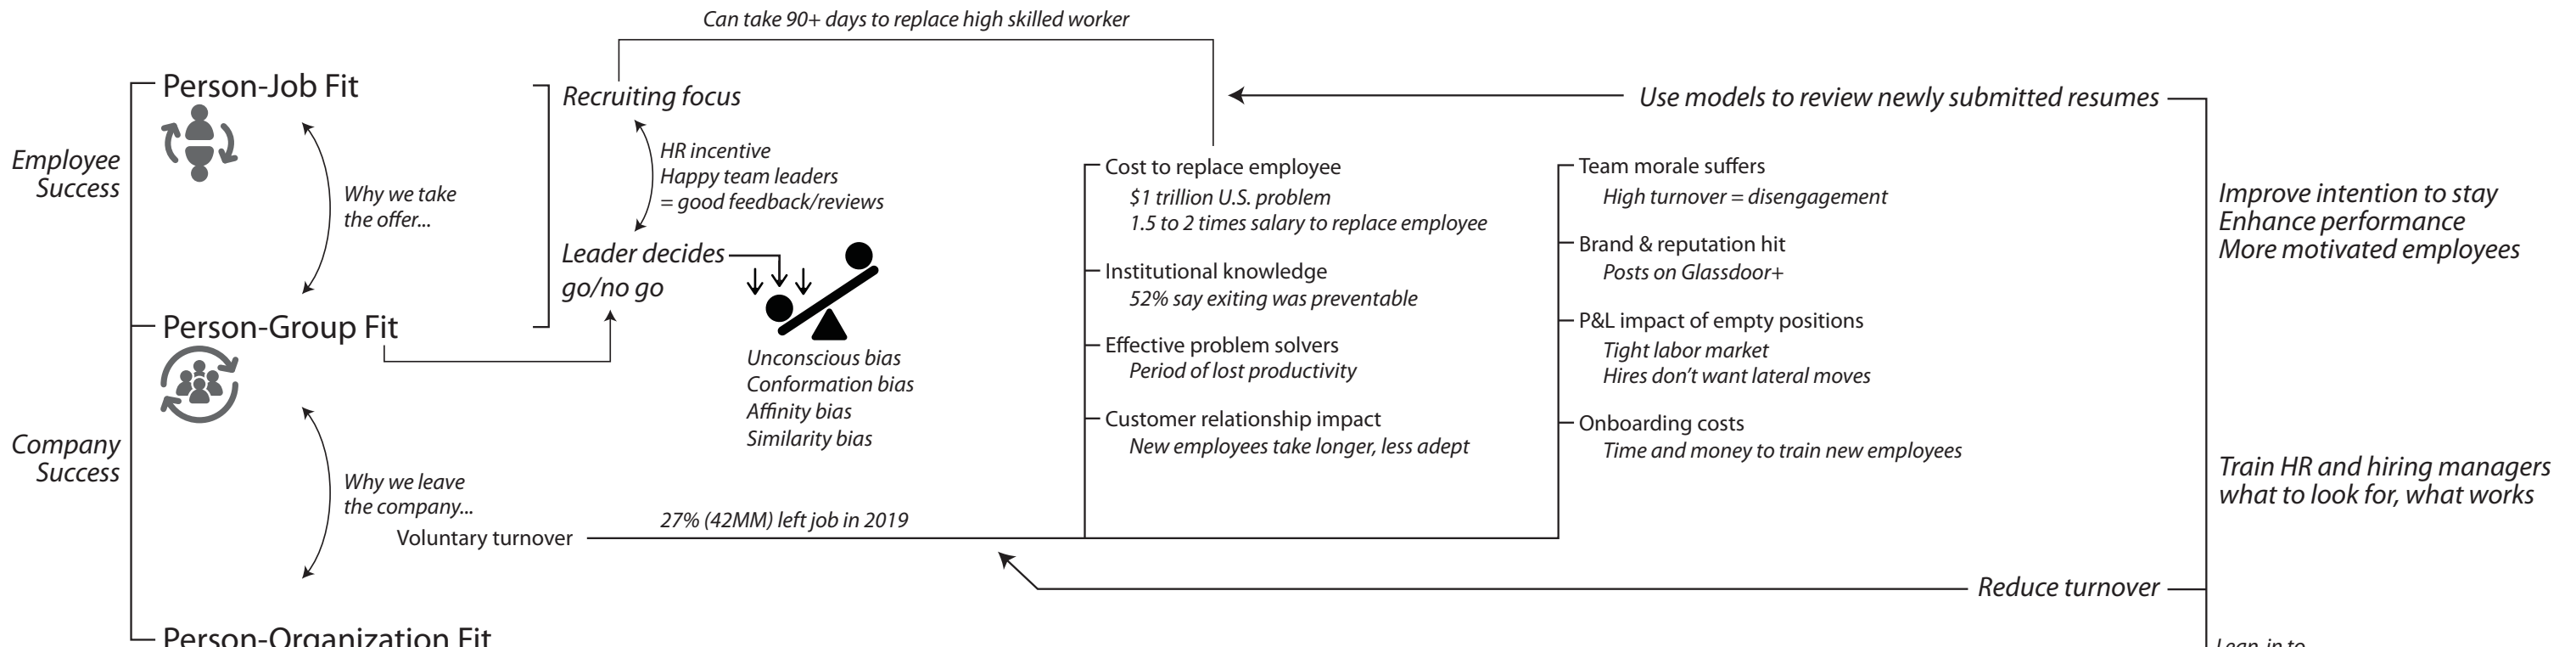 Can take 90+ days to replace high skilled worker
Person-Job Fit
Recruiting focus
Use models to review newly submitted resumes
Employee
Success
Why we take
the offer...
HR incentive
Happy team leaders
= good feedback/reviews
Leader decides
go/no go
Person-Group Fit
Unconscious bias
Conformation bias
Affinity bias
Similarity bias
Cost to replace employee
$1 trillion U.S. problem
1.5 to 2 times salary to replace employee
Institutional knowledge
52% say exiting was preventable
Effective problem solvers
Period of lost productivity
Customer relationship impact
New employees take longer, less adept
Team morale suffers
High turnover = disengagement
Brand & reputation hit
Posts on Glassdoor+
P&L impact of empty positions
Tight labor market
Hires don't want lateral moves
Onboarding costs
Time and money to train new employees
Improve intention to stay
Enhance performance
More motivated employees
Train HR and hiring managers
what to look for, what works
Company
Success
Why we leave
the company...
Voluntary turnover
27% (42MM) left job in 2019
Reduce turnover
Person-Organization Fit
Lean-in to